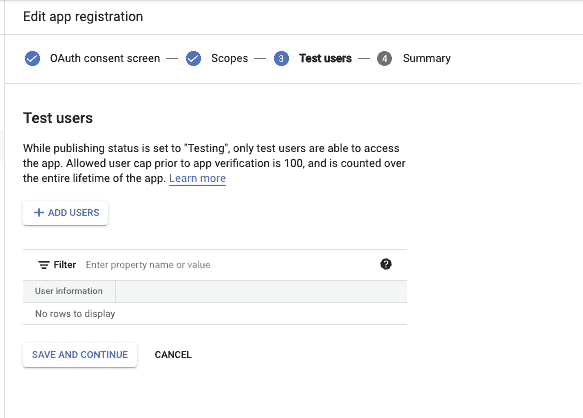 Edit app registration
OAuth consent screen — Scopes — 3 Test users — 4 Summary
Test users
While publishing status is set to "Testing", only test users are able to access
the app. Allowed user cap prior to app verification is 100, and is counted over
the entire lifetime of the app. Learn more
+ ADD USERS
Filter Enter property name or value ?
User information
No rows to display
SAVE AND CONTINUE CANCEL